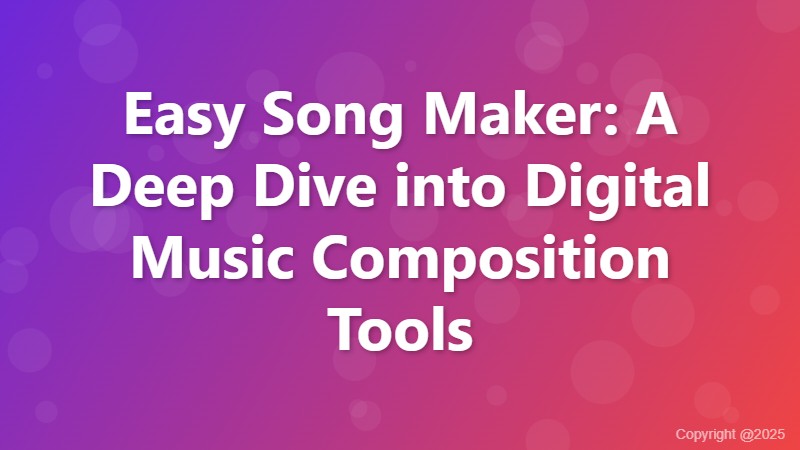 Easy Song Maker: A
Deep Dive into Digital
Music Composition
Tools
Copyright @2025